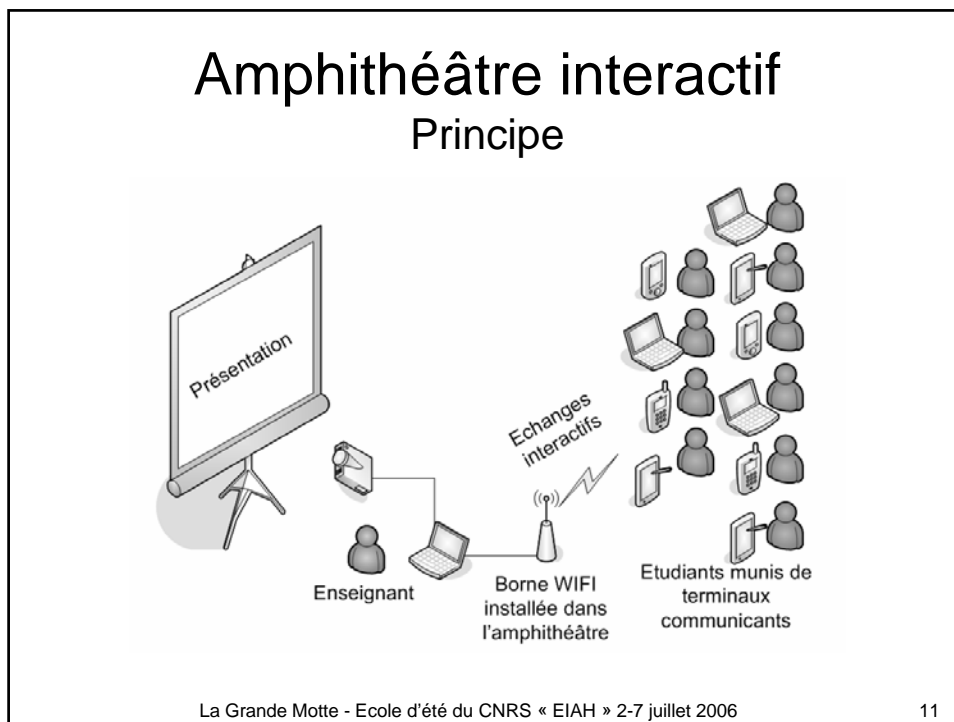 Amphithéâtre interactif
Principe
Présentation
Echanges
interactifs
Enseignant
Borne WIFI
installée dans
l'amphithéâtre
Etudiants munis de
terminaux
communicants
La Grande Motte - Ecole d'été du CNRS « EIAH » 2-7 juillet 2006
11